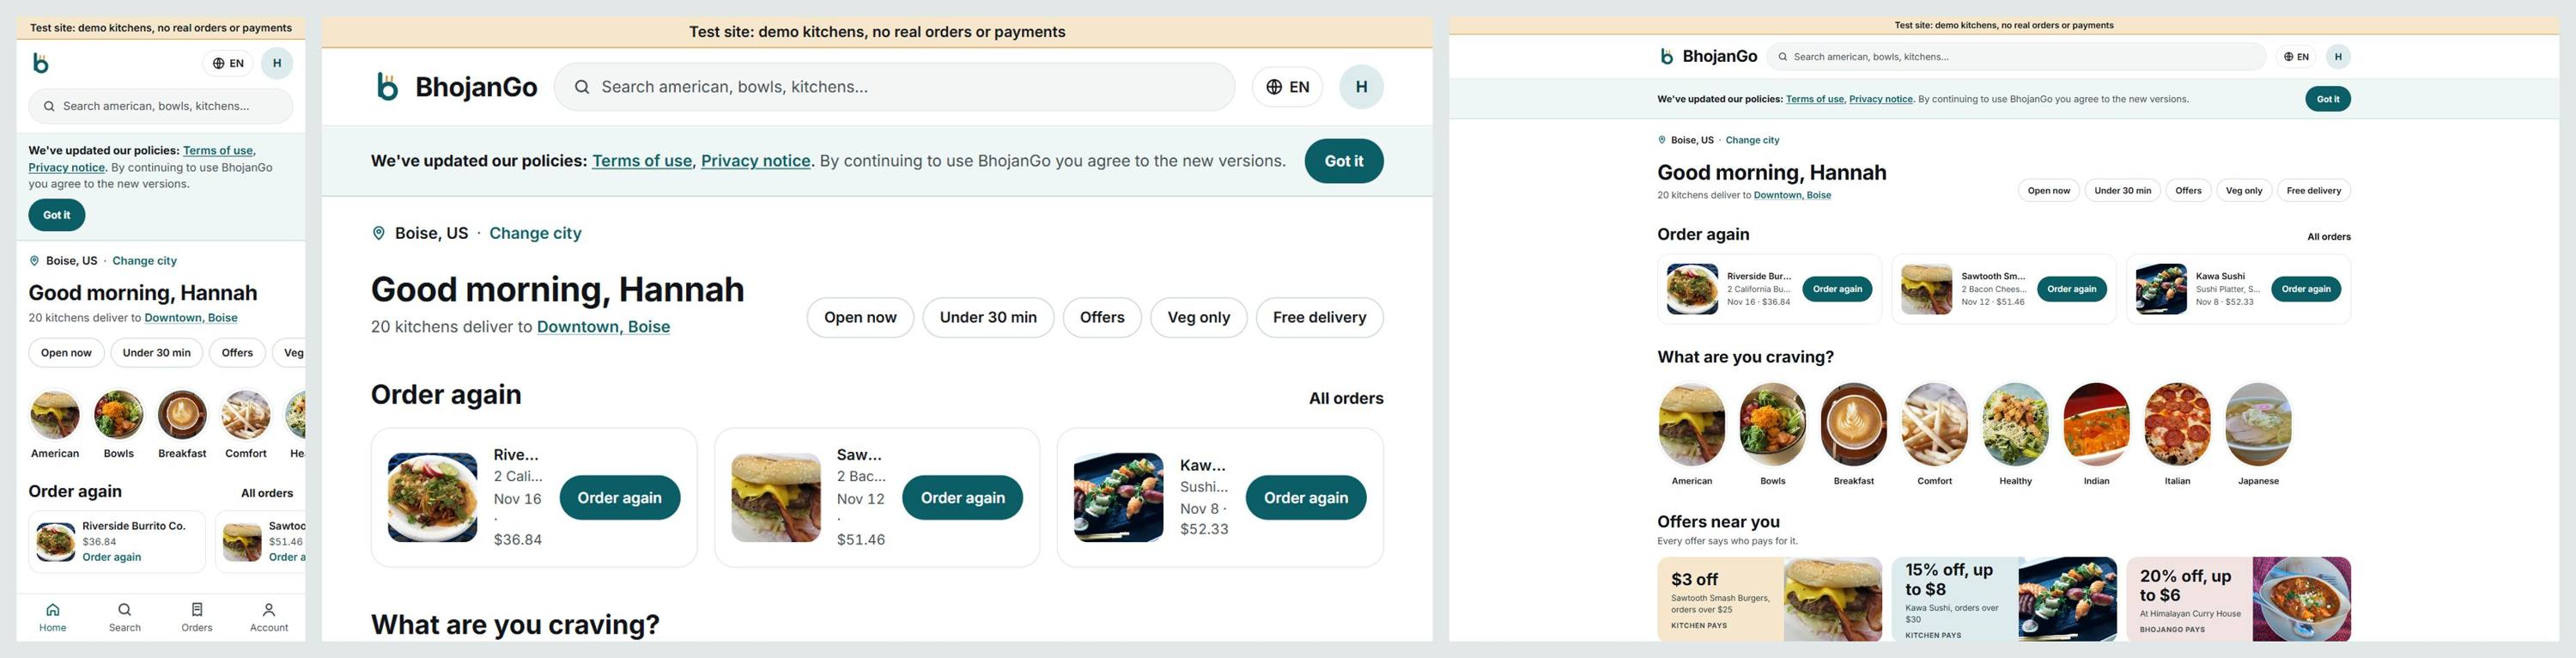 Test site: demo kitchens, no real orders or payments
EN
H
Search american, bowls, kitchens...
We've updated our policies: Terms of use,
Privacy notice. By continuing to use BhojanGo
you agree to the new versions.
Got it
Boise, US · Change city
Good morning, Hannah
20 kitchens deliver to Downtown, Boise
Open now
Under 30 min
Offers
Veg
American
Bowls
Breakfast
Comfort
Hea
Order again
All orders
Riverside Burrito Co.
$36.84
Order again
Sawtoo
$51.46
Order a
Home
Search
Orders
Account
Test site: demo kitchens, no real orders or payments
BhojanGo
Search american, bowls, kitchens...
EN
H
We've updated our policies: Terms of use, Privacy notice. By continuing to use BhojanGo you agree to the new versions.
Got it
Boise, US · Change city
Good morning, Hannah
20 kitchens deliver to Downtown, Boise
Open now
Under 30 min
Offers
Veg only
Free delivery
Order again
All orders
Rive...
2 Cali...
Nov 16
·
$36.84
Order again
Saw...
2 Bac...
Nov 12
·
$51.46
Order again
Kaw...
Sushi...
Nov 8 ·
$52.33
Order again
What are you craving?
Test site: demo kitchens, no real orders or payments
BhojanGo
Search american, bowls, kitchens...
EN
H
We've updated our policies: Terms of use, Privacy notice. By continuing to use BhojanGo you agree to the new versions.
Got it
Boise, US · Change city
Good morning, Hannah
20 kitchens deliver to Downtown, Boise
Open now
Under 30 min
Offers
Veg only
Free delivery
Order again
All orders
Riverside Bur...
2 California Bu...
Nov 16 · $36.84
Order again
Sawtooth Sm...
2 Bacon Chees...
Nov 12 · $51.46
Order again
Kawa Sushi
Sushi Platter, S...
Nov 8 · $52.33
Order again
What are you craving?
American
Bowls
Breakfast
Comfort
Healthy
Indian
Italian
Japanese
Offers near you
Every offer says who pays for it.
$3 off
Sawtooth Smash Burgers,
orders over $25
KITCHEN PAYS
15% off, up
to $8
Kawa Sushi, orders over
$30
KITCHEN PAYS
20% off, up
to $6
At Himalayan Curry House
BHOJANGO PAYS